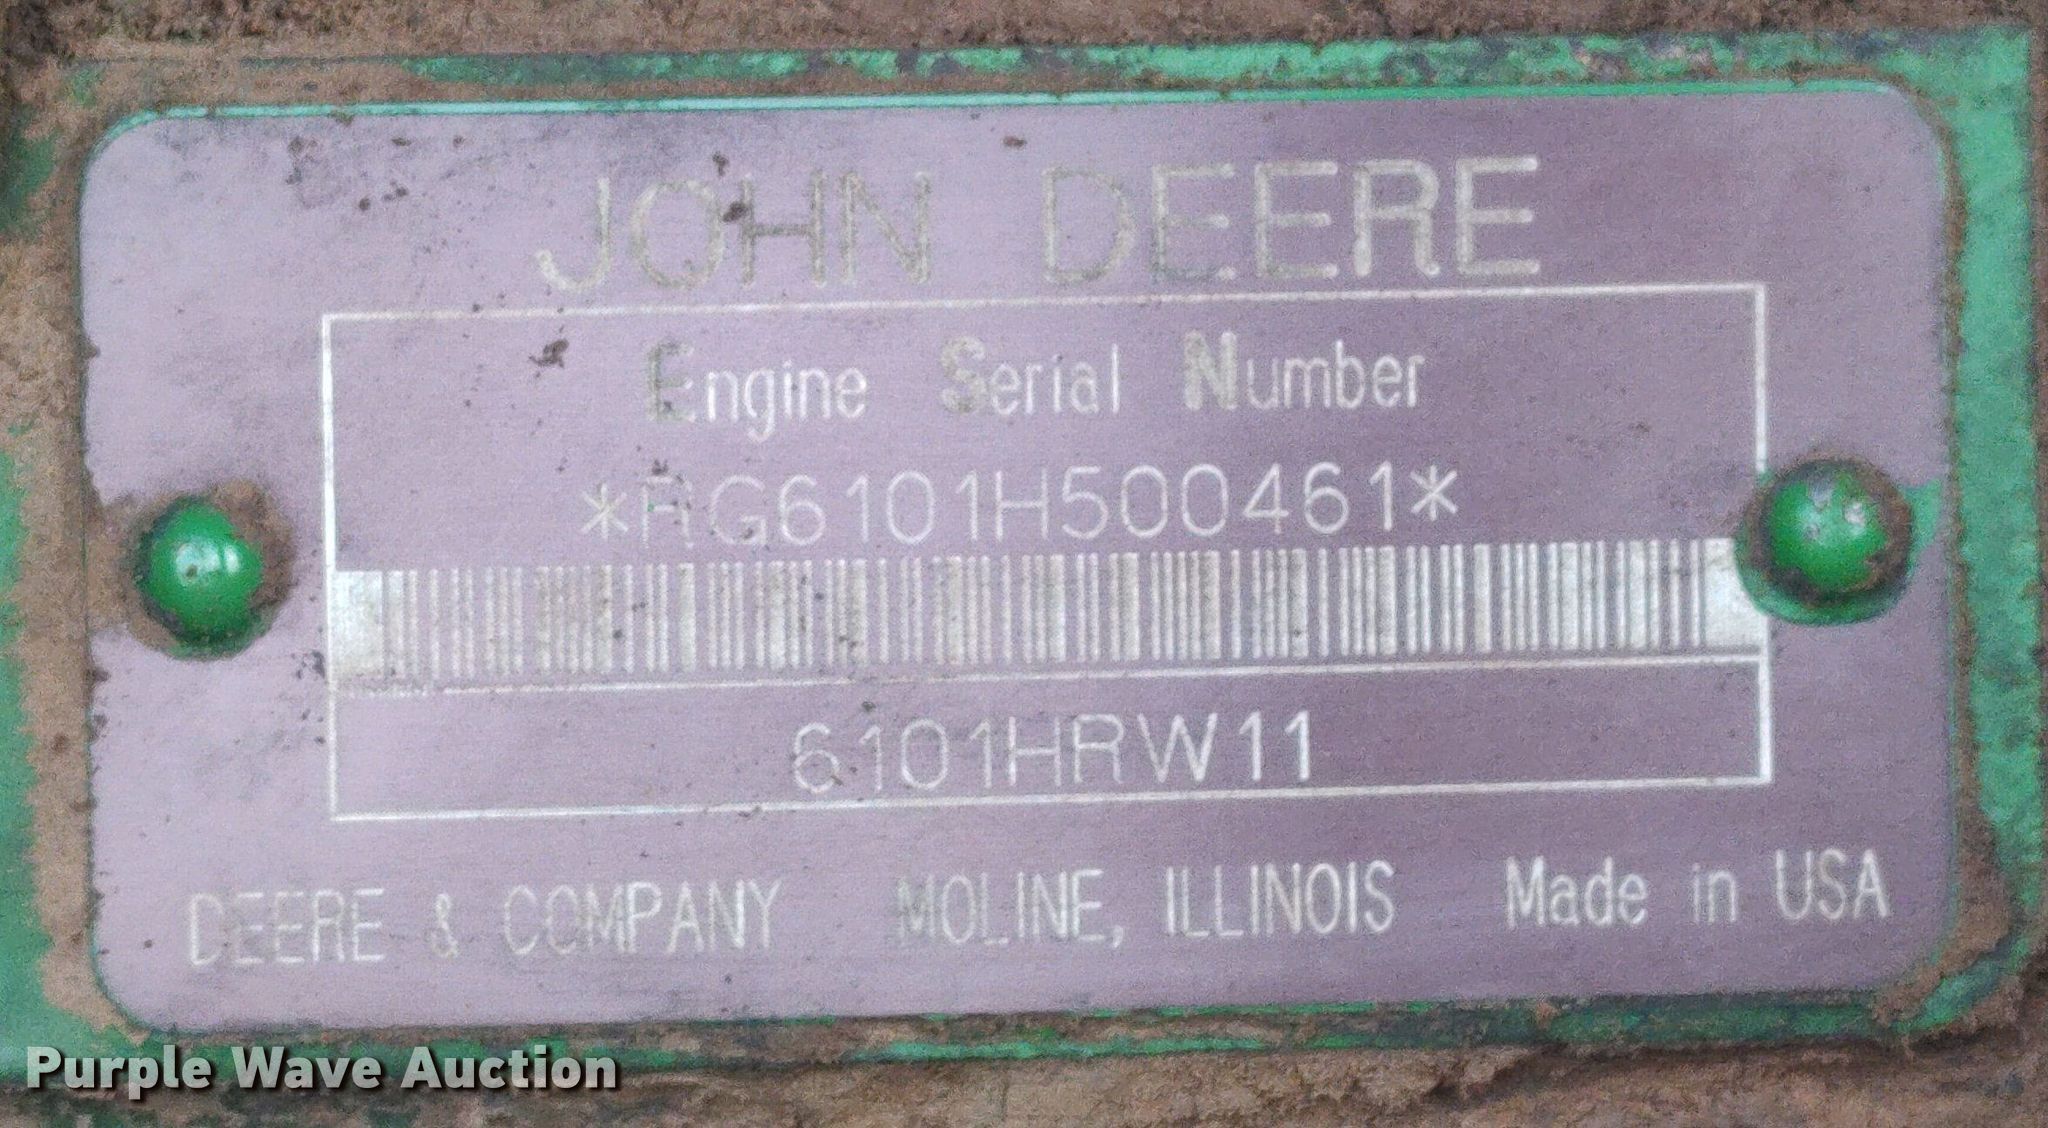 JOHN DEERE
Engine Serial Number
*RG6101H500461*
6101HRW11
DEERE & COMPANY MOLINE, ILLINOIS Made in USA
Purple Wave Auction